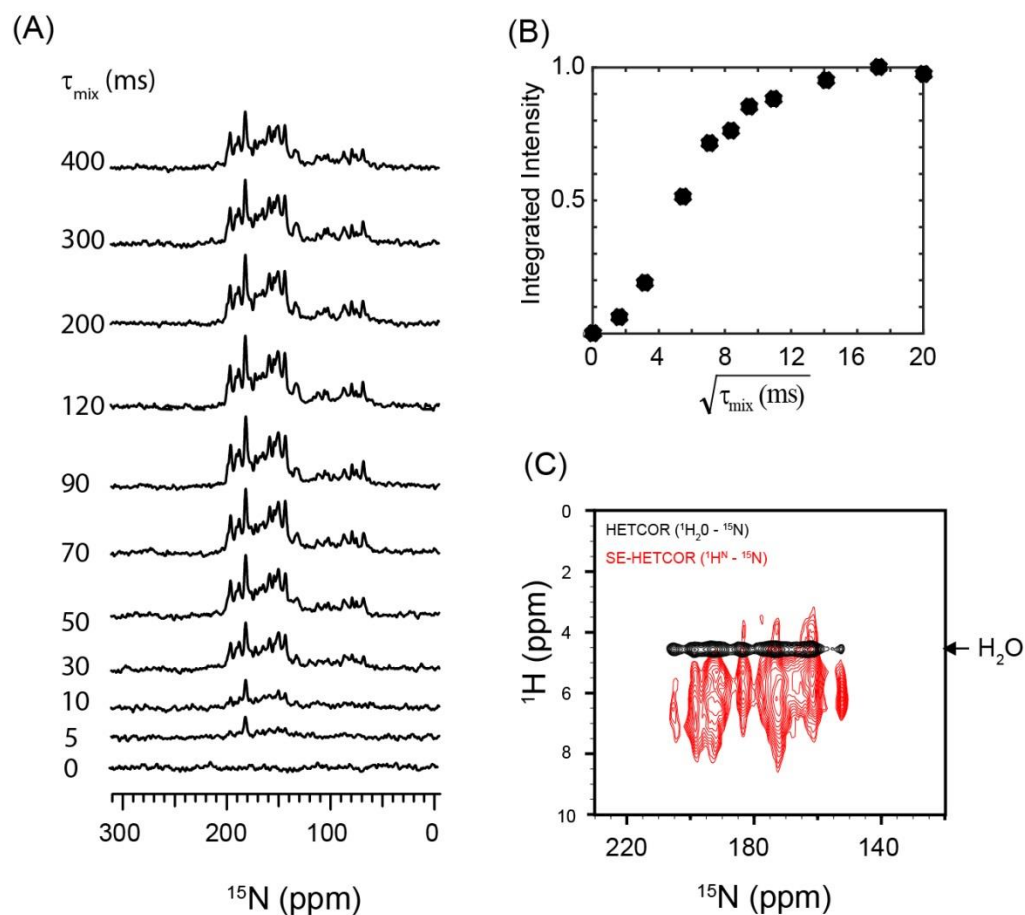 (A)
τmix (ms)
400
300
200
120
90
70
50
30
10
5
0
300 200 100 0
15N (ppm)
(B)
1.0
0.5
Integrated Intensity
0 4 8 12 16 20
√τmix (ms)
(C)
HETCOR (1H20 - 15N)
SE-HETCOR (1HN - 15N)
0
2
4
6
8
10
1H (ppm)
H2O
220 180 140
15N (ppm)